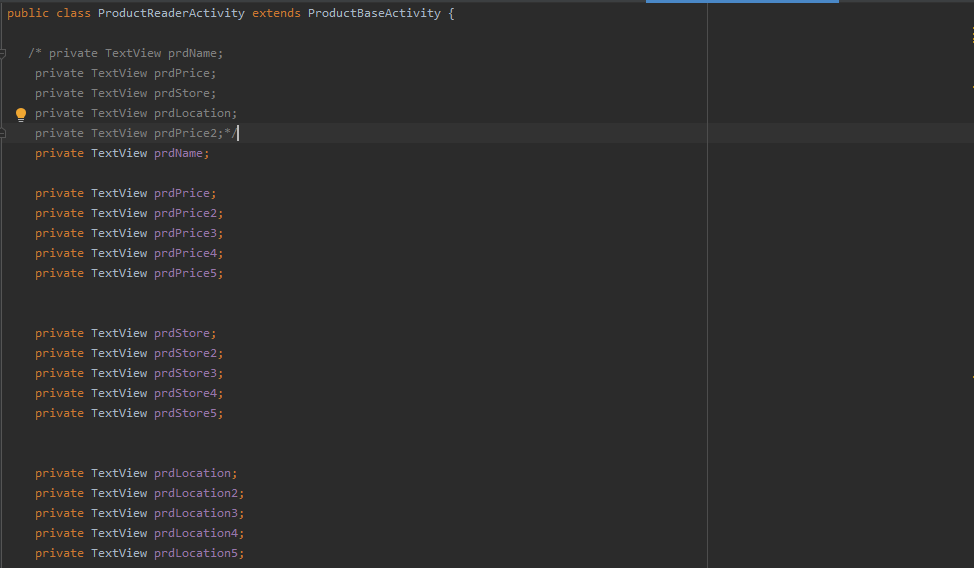 public class ProductReaderActivity extends ProductBaseActivity {
/* private TextView prdName;
private TextView prdPrice;
private TextView prdStore;
private TextView prdLocation;
private TextView prdPrice2;*/
private TextView prdName;
private TextView prdPrice;
private TextView prdPrice2;
private TextView prdPrice3;
private TextView prdPrice4;
private TextView prdPrice5;
private TextView prdStore;
private TextView prdStore2;
private TextView prdStore3;
private TextView prdStore4;
private TextView prdStore5;
private TextView prdLocation;
private TextView prdLocation2;
private TextView prdLocation3;
private TextView prdLocation4;
private TextView prdLocation5;